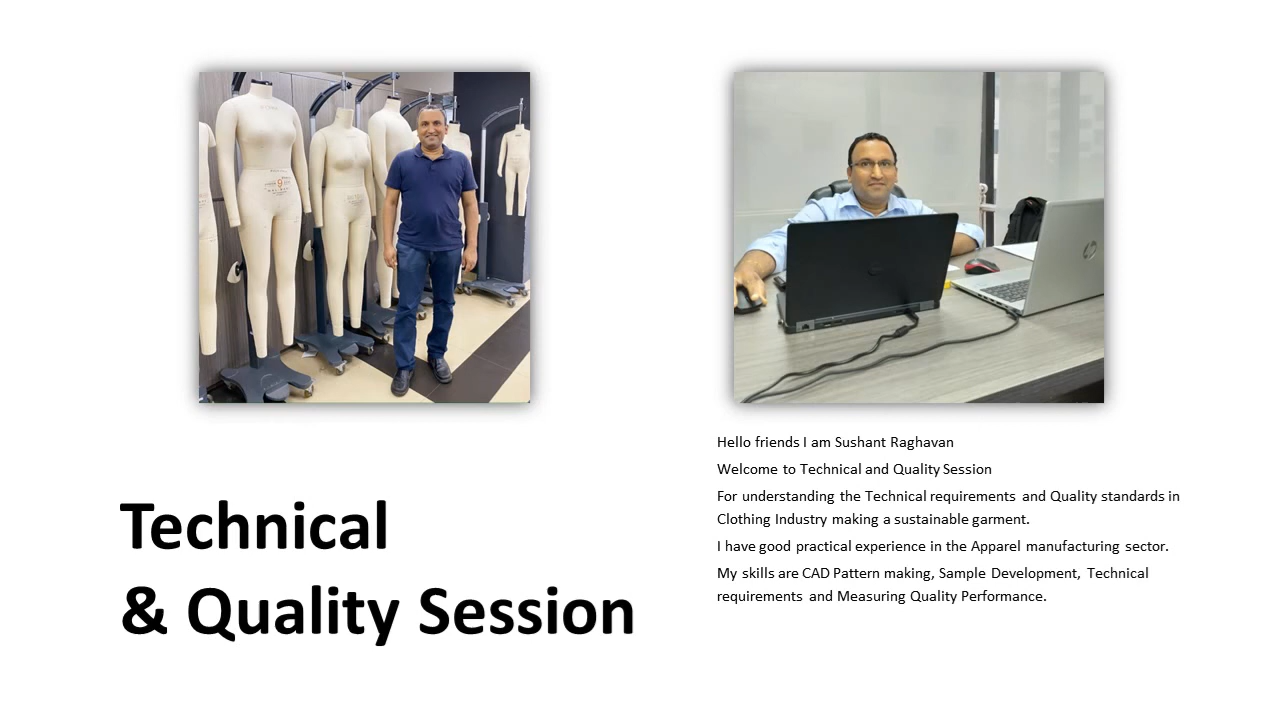 Hello friends I am Sushant Raghavan
Welcome to Technical and Quality Session
For understanding the Technical requirements and Quality standards in
Clothing Industry making a sustainable garment.
I have good practical experience in the Apparel manufacturing sector.
My skills are CAD Pattern making, Sample Development, Technical
requirements and Measuring Quality Performance.
Technical
& Quality Session